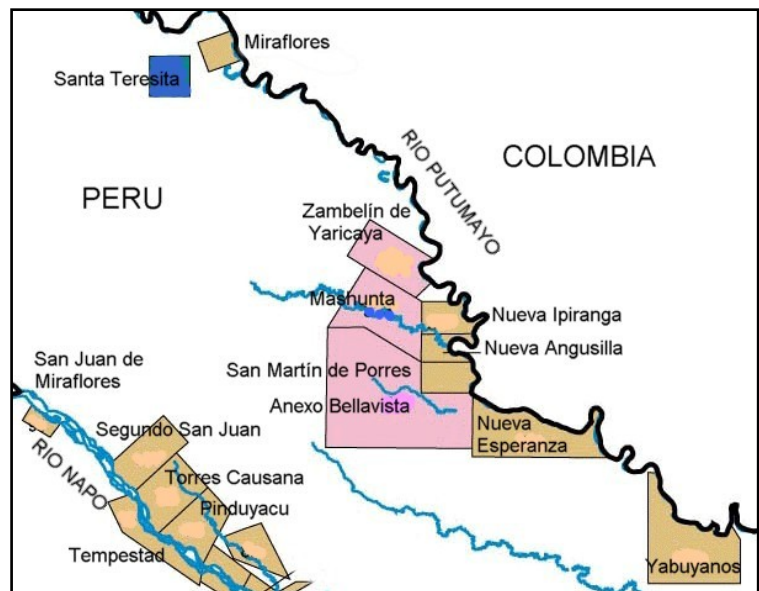 Miraflores
Santa Teresita
COLOMBIA
RIO PUTUMAYO
PERU
Zambelín de
Yaricaya
Mashunta
Nueva Ipiranga
Nueva Angusilla
San Juan de
Miraflores
San Martín de Porres
Anexo Bellavista
Nueva
Esperanza
Segundo San Juan
RIO NAPO
Torres Causana
Pinduyacu
Tempestad
Yabuyanos